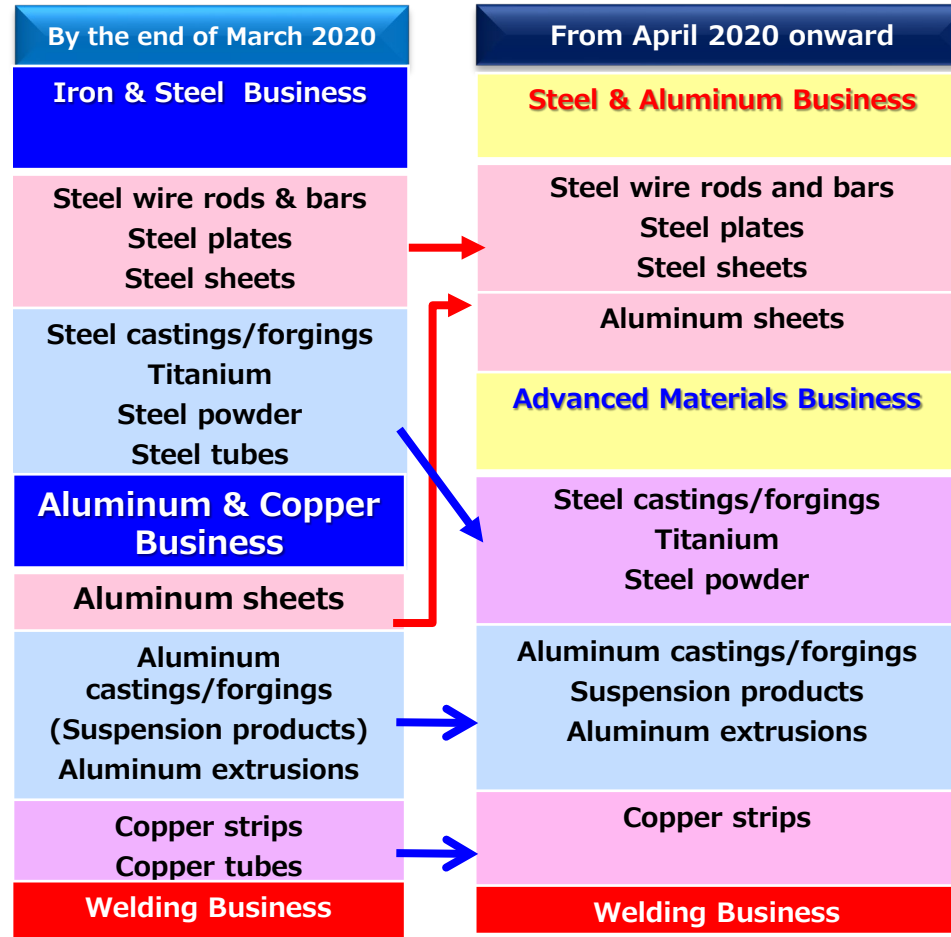 By the end of March 2020
Iron & Steel Business
Steel wire rods & bars
Steel plates
Steel sheets
Steel castings/forgings
Titanium
Steel powder
Steel tubes
Aluminum & Copper
Business
Aluminum sheets
Aluminum
castings/forgings
(Suspension products)
Aluminum extrusions
Copper strips
Copper tubes
Welding Business
From April 2020 onward
Steel & Aluminum Business
Steel wire rods and bars
Steel plates
Steel sheets
Aluminum sheets
Advanced Materials Business
Steel castings/forgings
Titanium
Steel powder
Aluminum castings/forgings
Suspension products
Aluminum extrusions
Copper strips
Welding Business